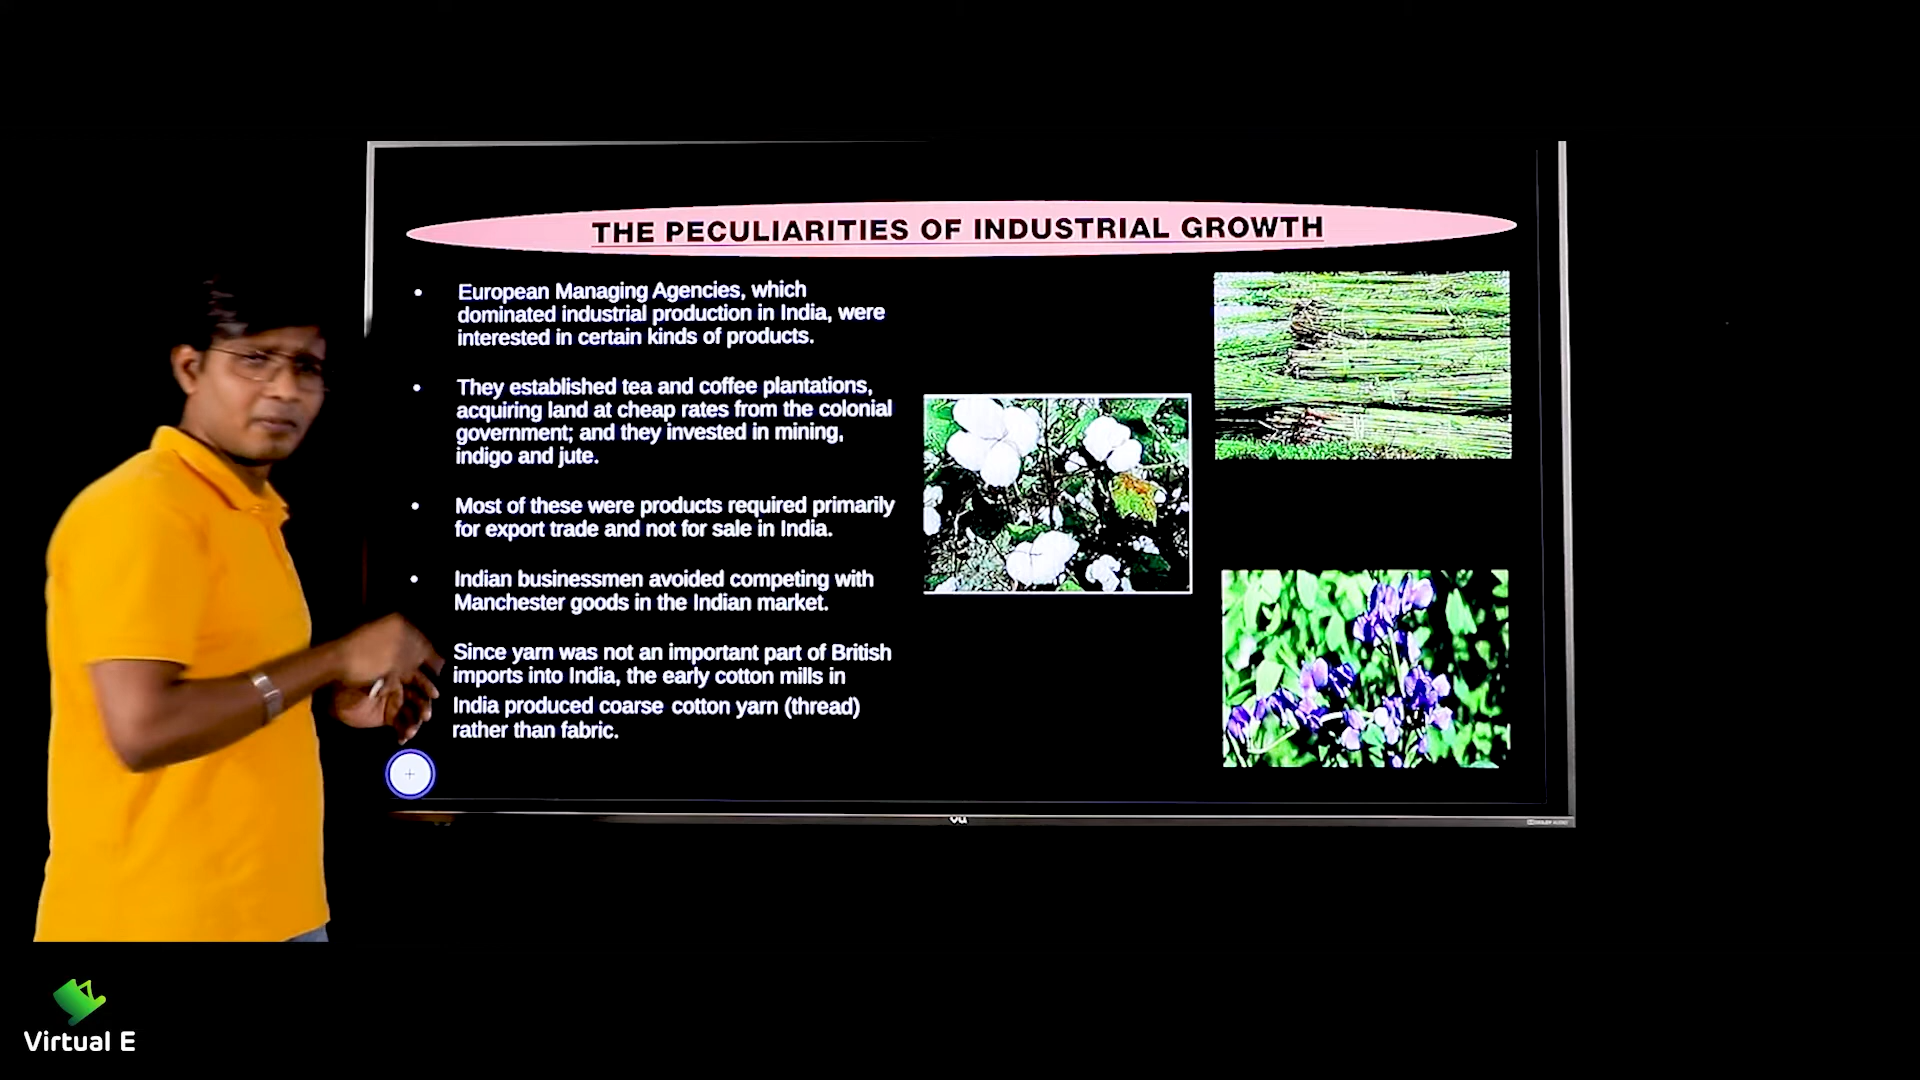 THE PECULIARITIES OF INDUSTRIAL GROWTH
• European Managing Agencies, which
dominated industrial production in India, were
interested in certain kinds of products.
• They established tea and coffee plantations,
acquiring land at cheap rates from the colonial
government; and they invested in mining,
indigo and jute.
• Most of these were products required primarily
for export trade and not for sale in India.
• Indian businessmen avoided competing with
Manchester goods in the Indian market.
Since yarn was not an important part of British
imports into India, the early cotton mills in
India produced coarse cotton yarn (thread)
rather than fabric.
Vu
Virtual E